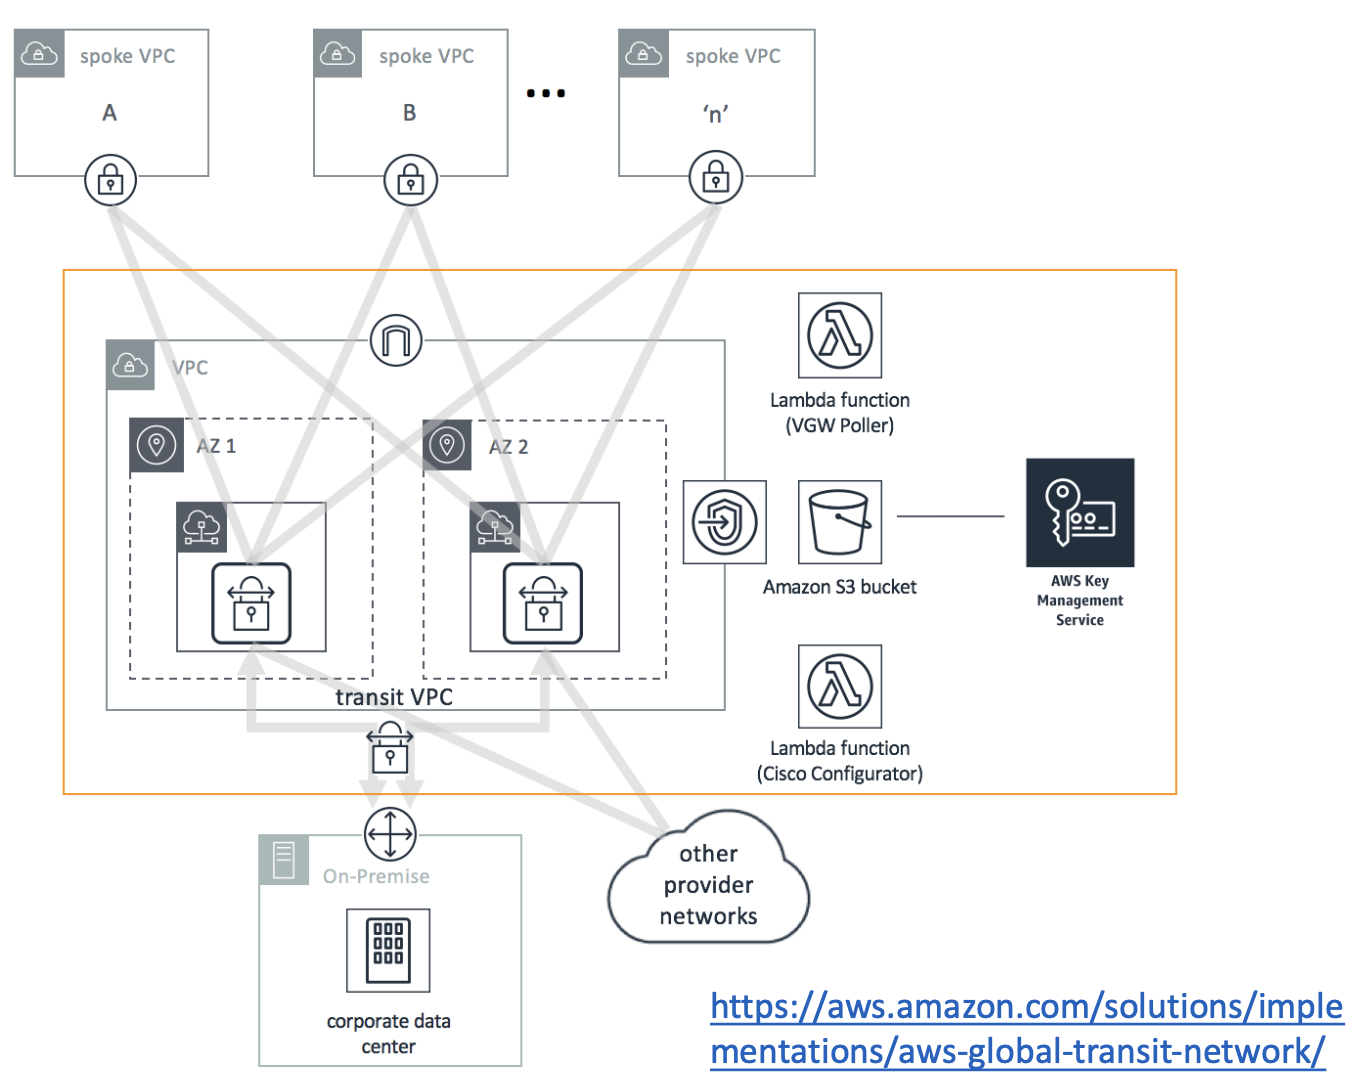 spoke VPC
A
spoke VPC
B
...
spoke VPC
‘n’
VPC
AZ 1
AZ 2
transit VPC
Lambda function
(VGW Poller)
Amazon S3 bucket
AWS Key
Management
Service
Lambda function
(Cisco Configurator)
On-Premise
corporate data
center
other
provider
networks
https://aws.amazon.com/solutions/imple
mentations/aws-global-transit-network/